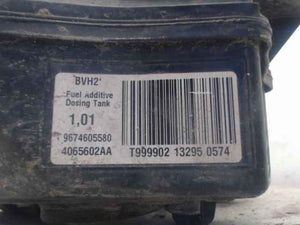 BVH2
Fuel Additive
Dosing Tank
1,01
9674605580
4065602AA
T999902 13295 0574